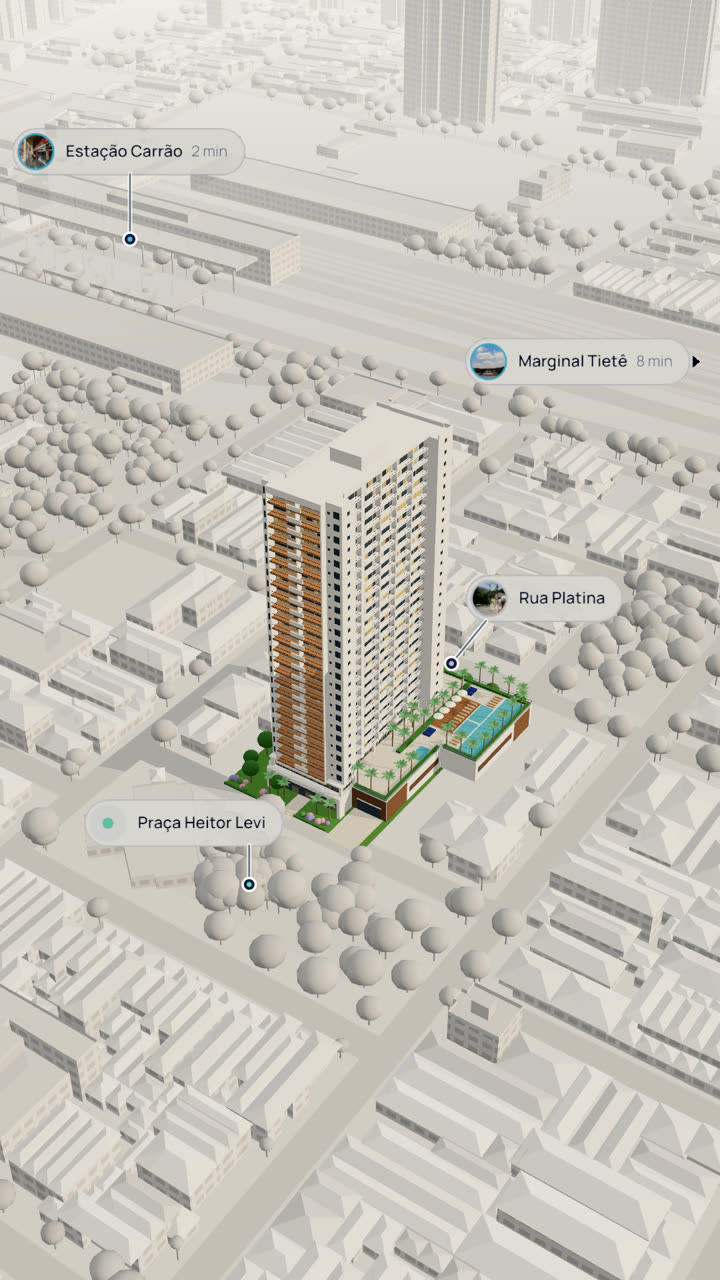 Estação Carrão 2 min
Marginal Tietê 8 min
Rua Platina
Praça Heitor Levi